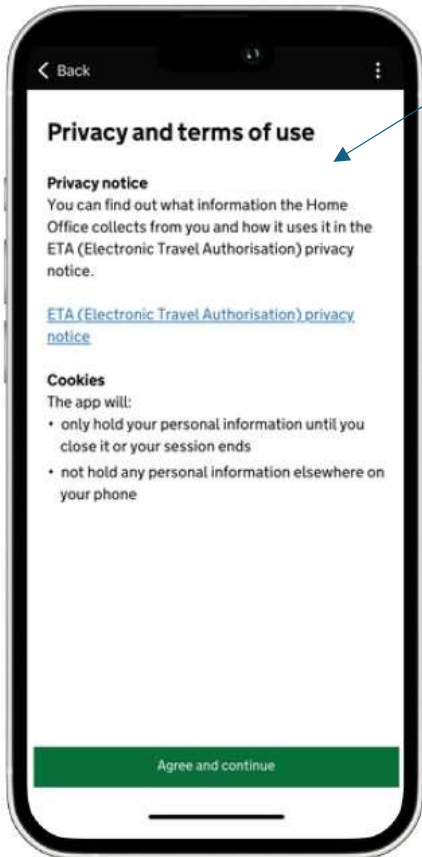 Back
Privacy and terms of use
Privacy notice
You can find out what information the Home
Office collects from you and how it uses it in the
ETA (Electronic Travel Authorisation) privacy
notice.
ETA (Electronic Travel Authorisation) privacy
notice
Cookies
The app will:
• only hold your personal information until you
close it or your session ends
• not hold any personal information elsewhere on
your phone
Agree and continue